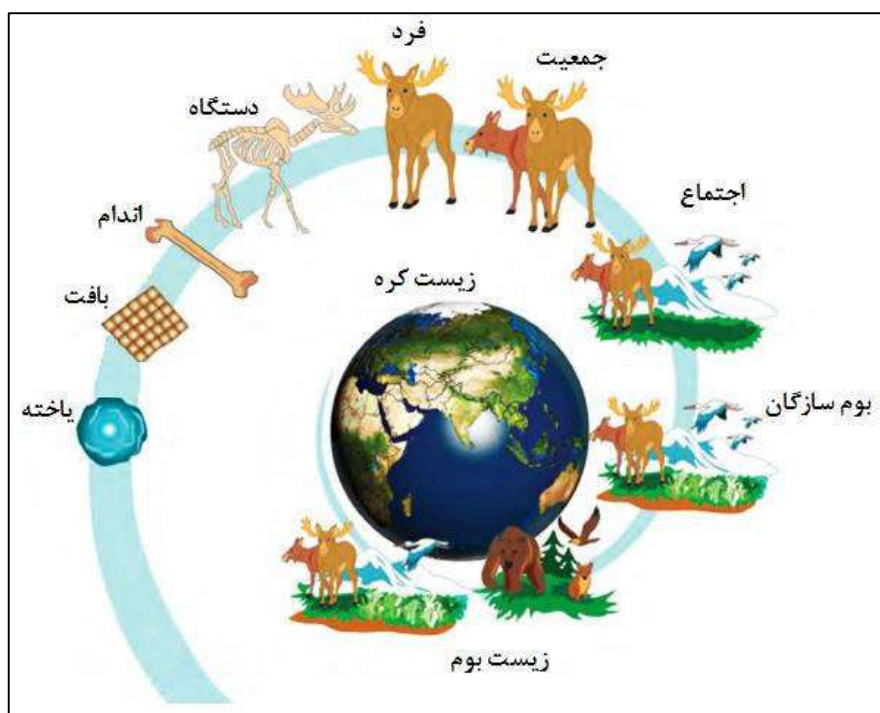 یاخته
بافت
اندام
دستگاه
فرد
جمعیت
اجتماع
بوم سازگان
زیست بوم
زیست کره